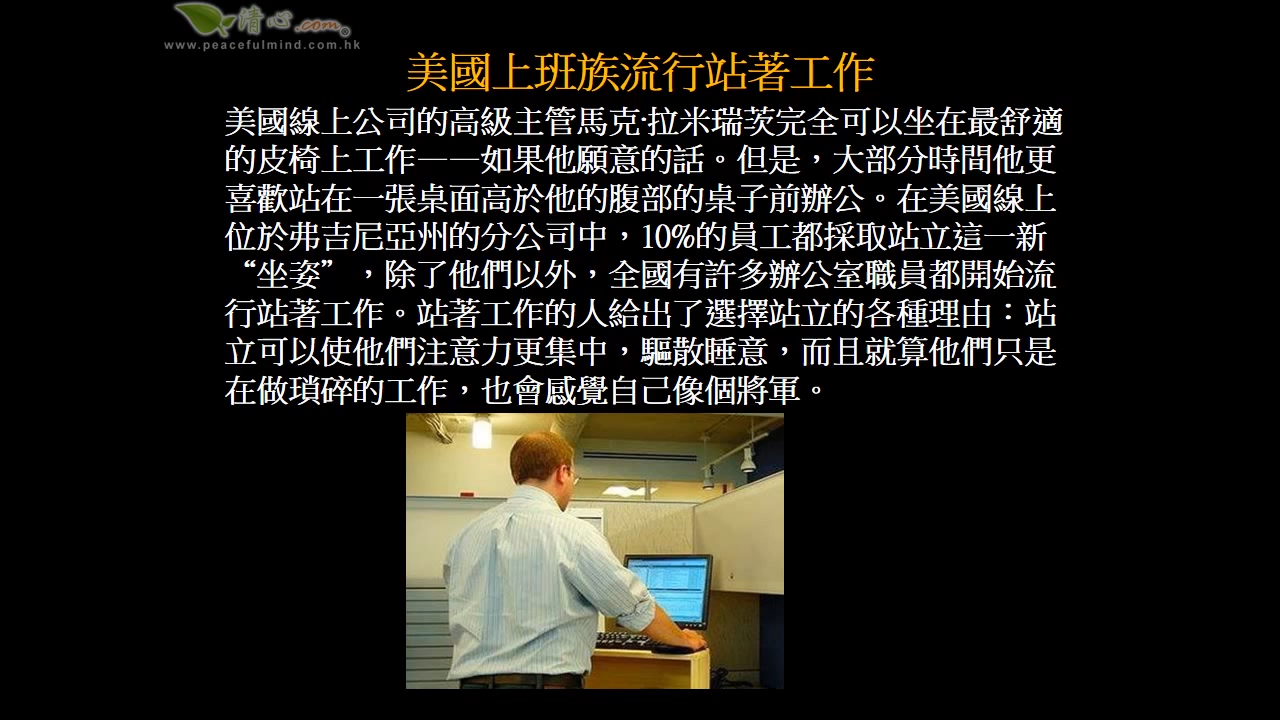 清心.com
www.peacefulmind.com.hk
美國上班族流行站著工作
美國線上公司的高級主管馬克·拉米瑞茨完全可以坐在最舒適
的皮椅上工作——如果他願意的話。但是，大部分時間他更
喜歡站在一張桌面高於他的腹部的桌子前辦公。在美國線上
位於弗吉尼亞州的分公司中，10%的員工都採取站立這一新
“坐姿”，除了他們以外，全國有許多辦公室職員都開始流
行站著工作。站著工作的人給出了選擇站立的各種理由：站
立可以使他們注意力更集中，驅散睡意，而且就算他們只是
在做瑣碎的工作，也會感覺自己像個將軍。